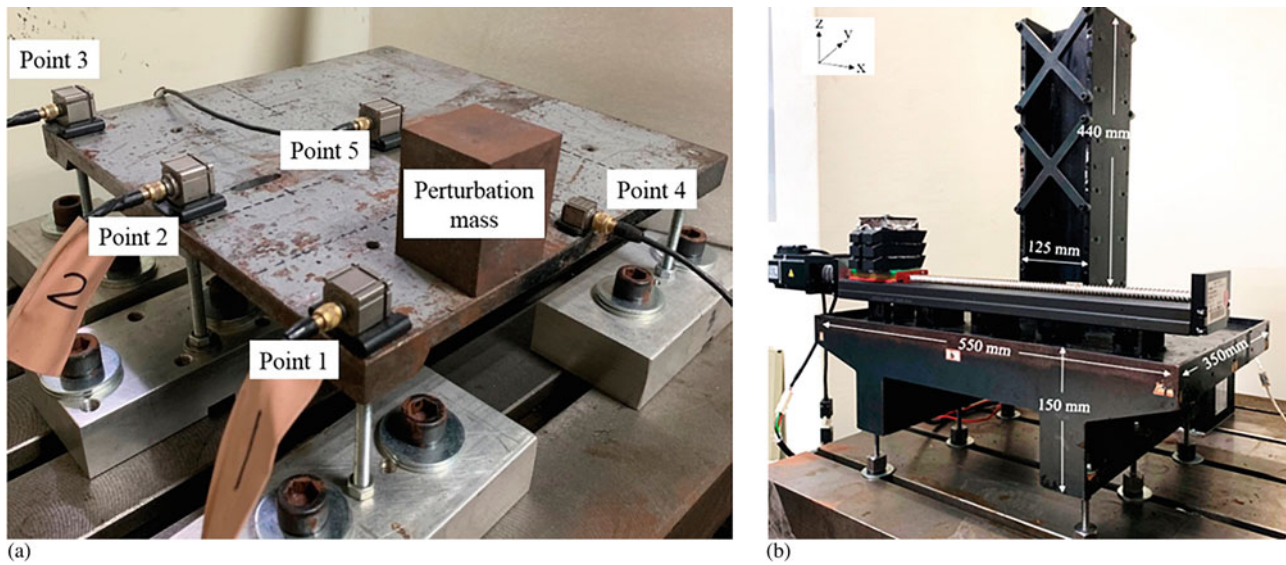 Point 3
Point 5
Point 2
Perturbation
mass
Point 4
Point 1
2
1
(a)
z
y
x
440 mm
125 mm
550 mm
350mm
150 mm
(b)